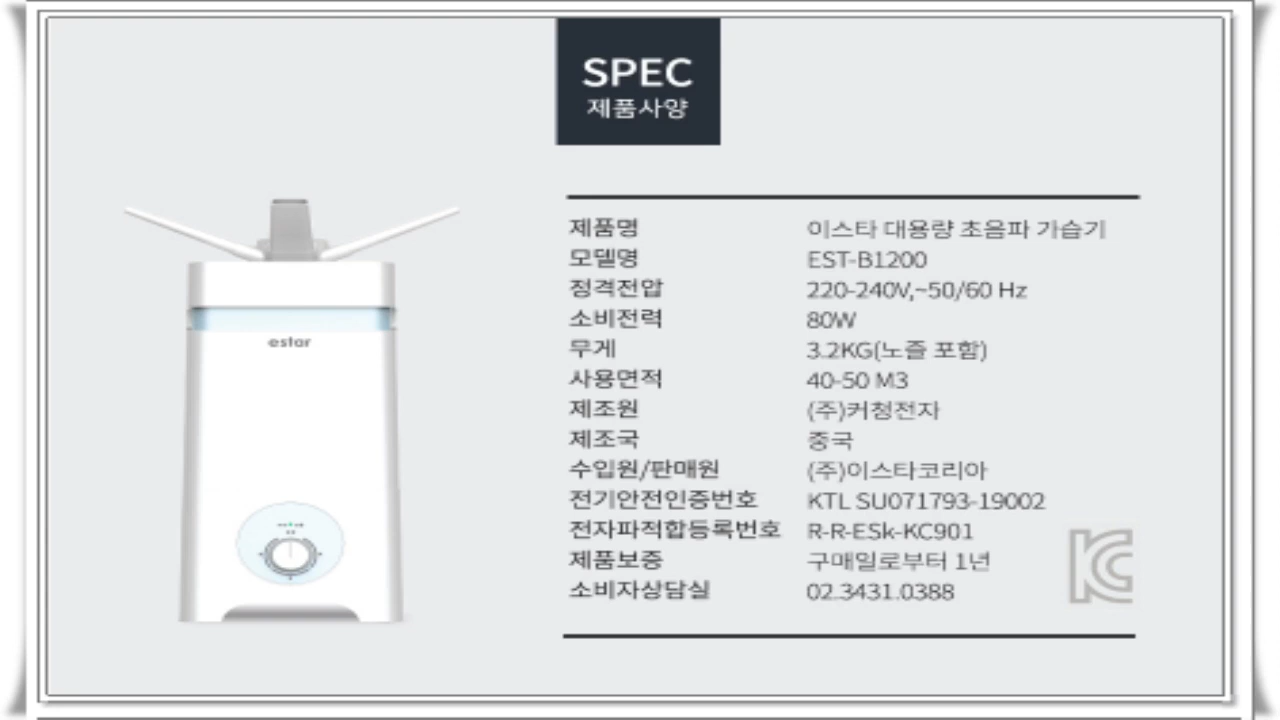 SPEC
제품사양
estar
제품명 이스타 대용량 초음파 가습기
모델명 EST-B1200
정격전압 220-240V,~50/60 Hz
소비전력 80W
무게 3.2KG(노즐 포함)
사용면적 40-50 M3
제조원 (주)커청전자
제조국 중국
수입원/판매원 (주)이스타코리아
전기안전인증번호 KTL SU071793-19002
전자파적합등록번호 R-R-ESk-KC901
제품보증 구매일로부터 1년
소비자상담실 02.3431.0388
KC